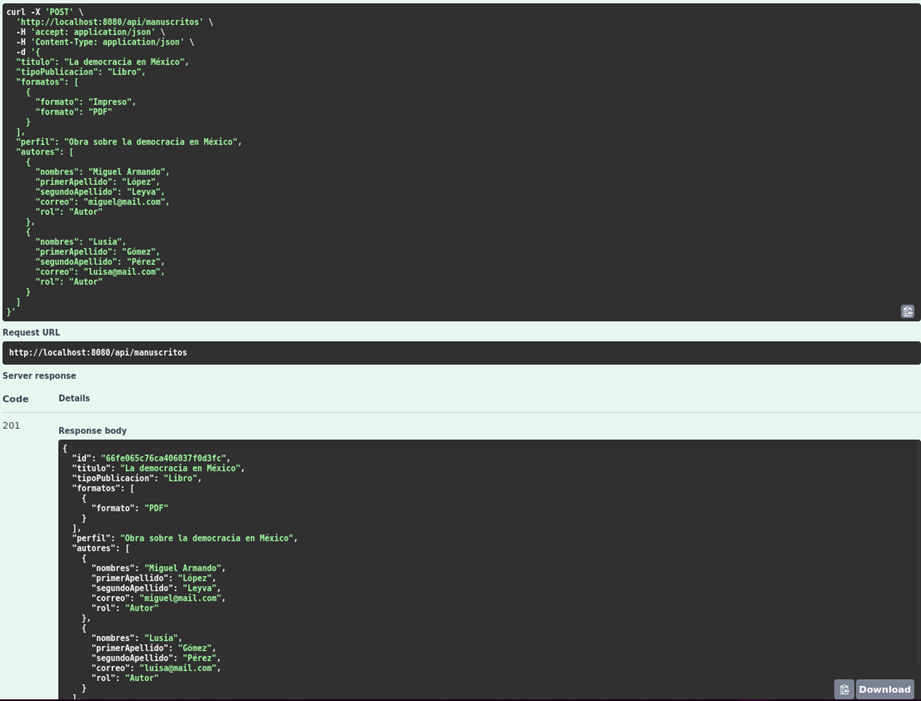 curl -X 'POST' \
  'http://localhost:8080/api/manuscritos' \
  -H 'accept: application/json' \
  -H 'Content-Type: application/json' \
  -d '{
  "titulo": "La democracia en México",
  "tipoPublicacion": "Libro",
  "formatos": [
    {
      "formato": "Impreso",
      "formato": "PDF"
    }
  ],
  "perfil": "Obra sobre la democracia en México",
  "autores": [
    {
      "nombres": "Miguel Armando",
      "primerApellido": "López",
      "segundoApellido": "Leyva",
      "correo": "miguel@mail.com",
      "rol": "Autor"
    },
    {
      "nombres": "Lusia",
      "primerApellido": "Gómez",
      "segundoApellido": "Pérez",
      "correo": "luisa@mail.com",
      "rol": "Autor"
    }
  ]
}'
Request URL
http://localhost:8080/api/manuscritos
Server response
Code Details
201
Response body
{
  "id": "66fe065c76ca406037f0d3fc",
  "titulo": "La democracia en México",
  "tipoPublicacion": "Libro",
  "formatos": [
    {
      "formato": "PDF"
    }
  ],
  "perfil": "Obra sobre la democracia en México",
  "autores": [
    {
      "nombres": "Miguel Armando",
      "primerApellido": "López",
      "segundoApellido": "Leyva",
      "correo": "miguel@mail.com",
      "rol": "Autor"
    },
    {
      "nombres": "Lusia",
      "primerApellido": "Gómez",
      "segundoApellido": "Pérez",
      "correo": "luisa@mail.com",
      "rol": "Autor"
    }
  ],
Download